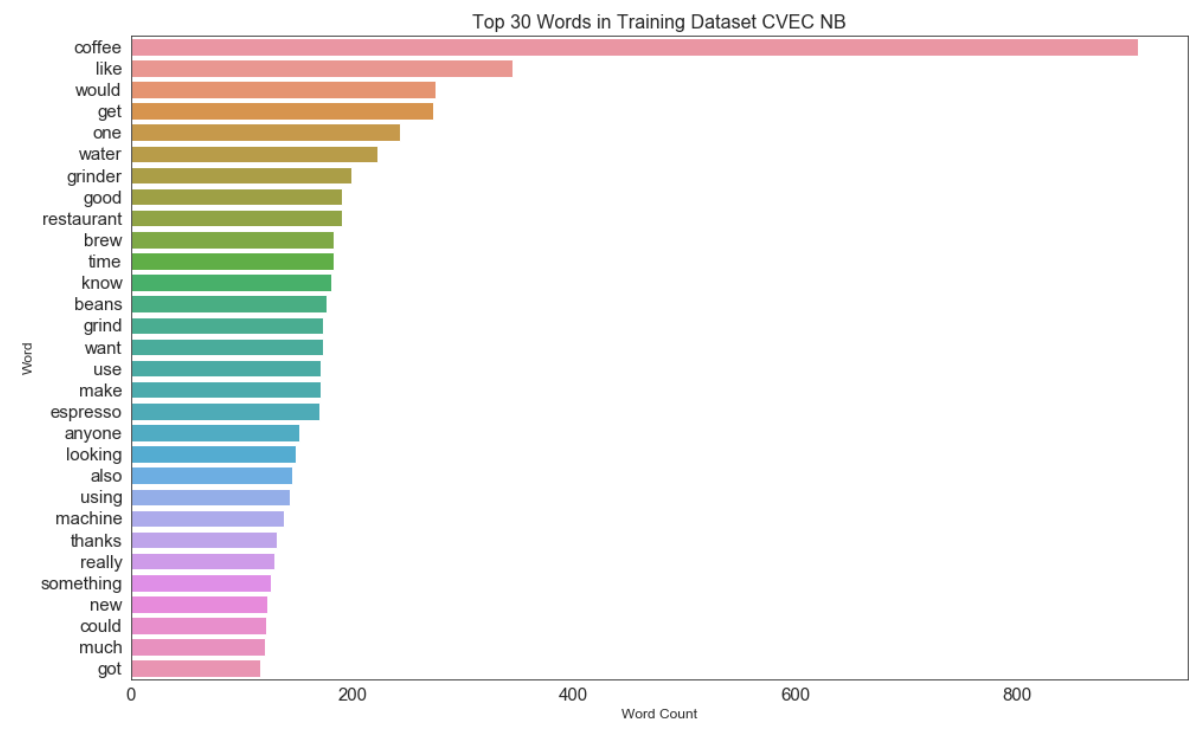 Top 30 Words in Training Dataset CVEC NB
coffee
like
would
get
one
water
grinder
good
restaurant
brew
time
know
beans
grind
want
use
make
espresso
anyone
looking
also
using
machine
thanks
really
something
new
could
much
got
Word
0 200 400 600 800
Word Count